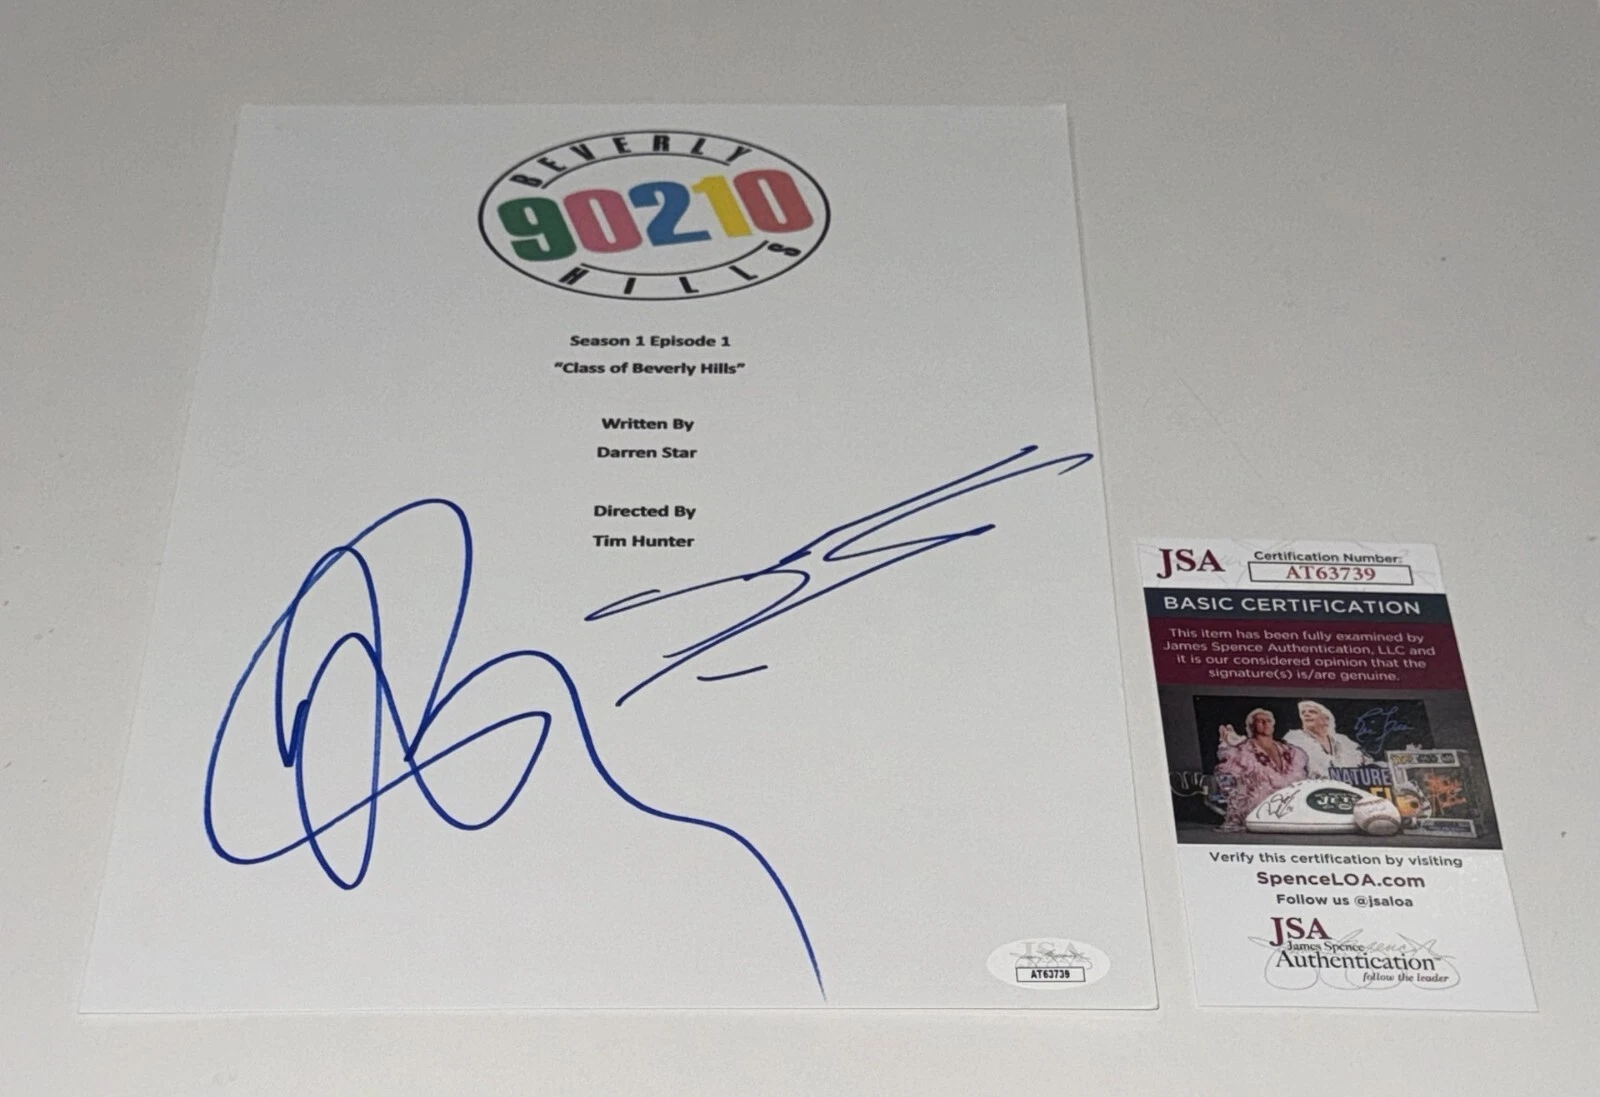 BEVERLY
90210
HILLS
Season 1 Episode 1
“Class of Beverly Hills”
Written By
Darren Star
Directed By
Tim Hunter
JSA
AT63739
JSA
Certification Number:
AT63739
BASIC CERTIFICATION
This item has been fully examined by
James Spence Authentication, LLC and
it is our considered opinion that the
signature(s) is/are genuine.
NATURE
JETS
Verify this certification by visiting
SpenceLOA.com
Follow us @jsaloa
JSA
James Spence
Authentication™
follow the leader